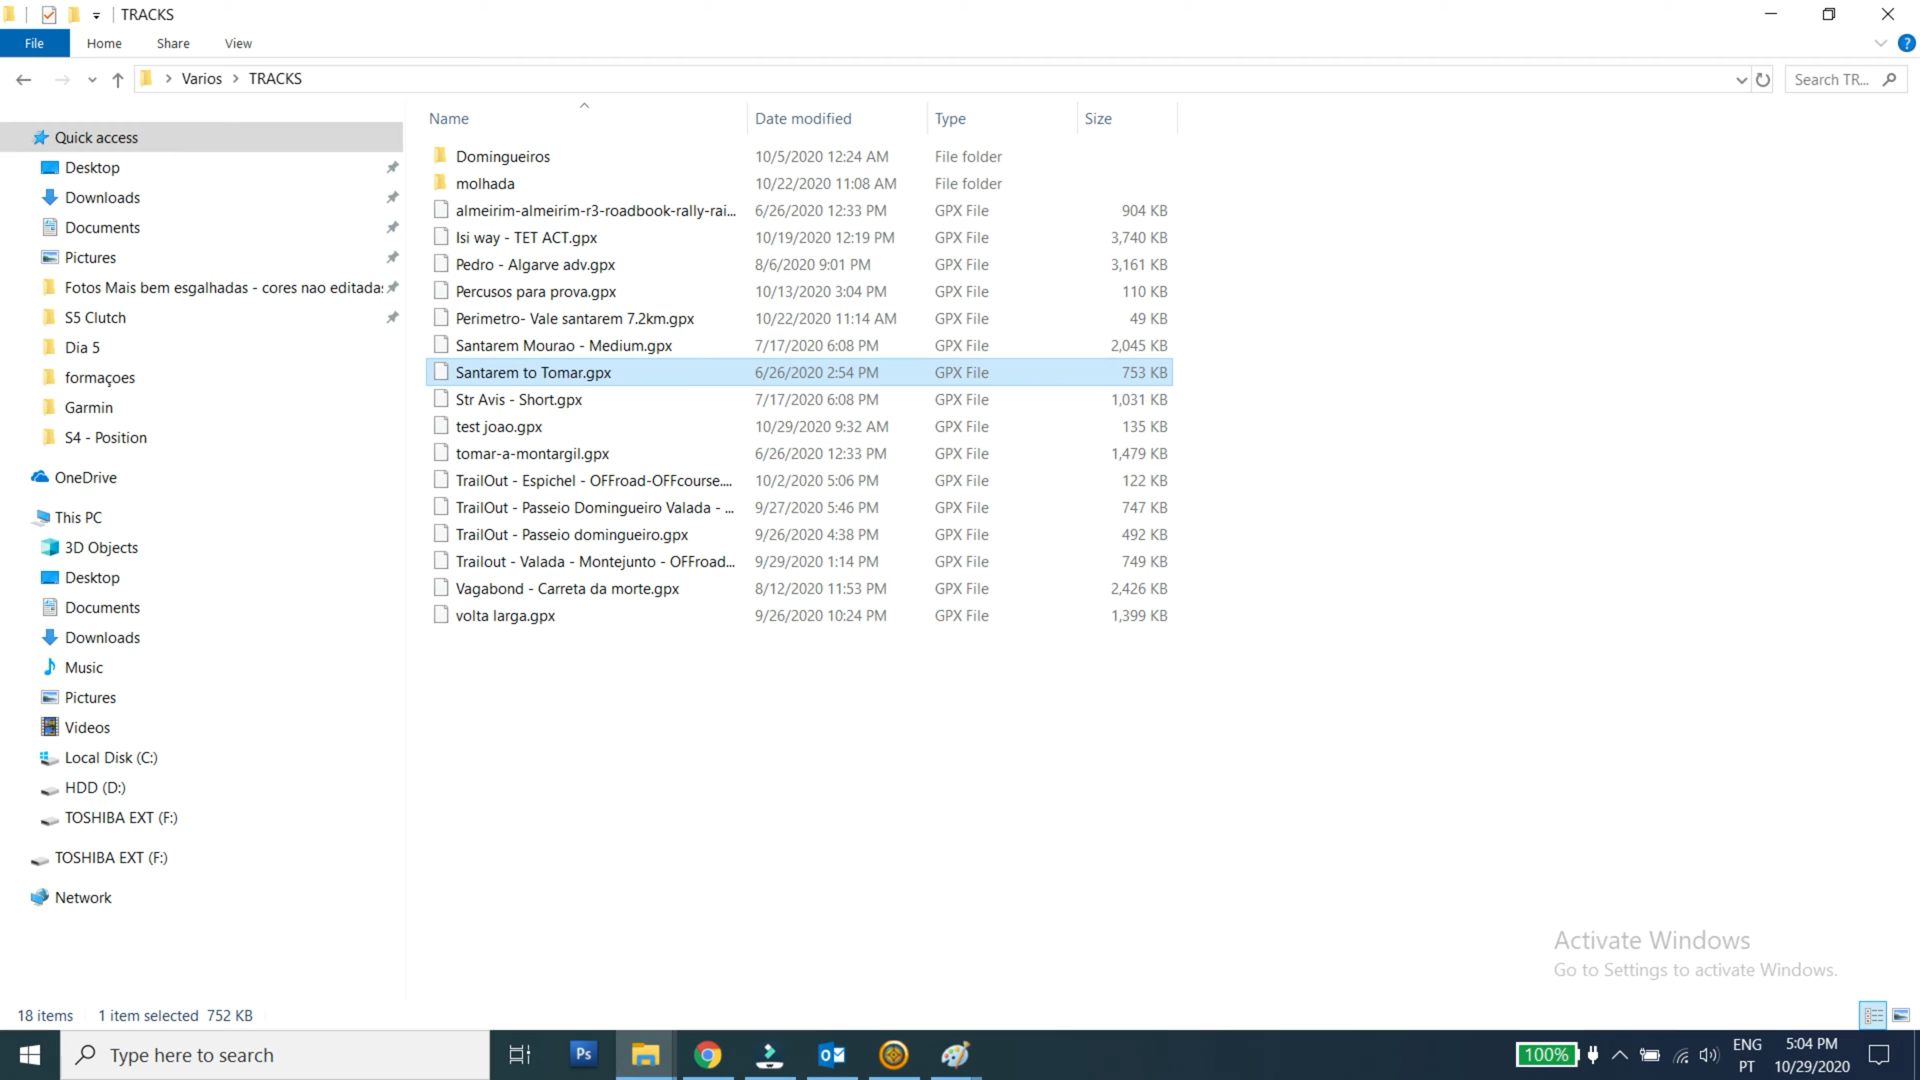 TRACKS
File Home Share View
Varios TRACKS
Search TR...
Name Date modified Type Size
Quick access
Desktop
Downloads
Documents
Pictures
Fotos Mais bem esgalhadas - cores nao editada:
S5 Clutch
Dia 5
formaçoes
Garmin
S4 - Position
OneDrive
This PC
3D Objects
Desktop
Documents
Downloads
Music
Pictures
Videos
Local Disk (C:)
HDD (D:)
TOSHIBA EXT (F:)
TOSHIBA EXT (F:)
Network
Domingueiros 10/5/2020 12:24 AM File folder
molhada 10/22/2020 11:08 AM File folder
almeirim-almeirim-r3-roadbook-rally-rai... 6/26/2020 12:33 PM GPX File 904 KB
Isi way - TET ACT.gpx 10/19/2020 12:19 PM GPX File 3,740 KB
Pedro - Algarve adv.gpx 8/6/2020 9:01 PM GPX File 3,161 KB
Percusos para prova.gpx 10/13/2020 3:04 PM GPX File 110 KB
Perimetro- Vale santarem 7.2km.gpx 10/22/2020 11:14 AM GPX File 49 KB
Santarem Mourao - Medium.gpx 7/17/2020 6:08 PM GPX File 2,045 KB
Santarem to Tomar.gpx 6/26/2020 2:54 PM GPX File 753 KB
Str Avis - Short.gpx 7/17/2020 6:08 PM GPX File 1,031 KB
test joao.gpx 10/29/2020 9:32 AM GPX File 135 KB
tomar-a-montargil.gpx 6/26/2020 12:33 PM GPX File 1,479 KB
TrailOut - Espichel - OFFroad-OFFcourse.... 10/2/2020 5:06 PM GPX File 122 KB
TrailOut - Passeio Domingueiro Valada - ... 9/27/2020 5:46 PM GPX File 747 KB
TrailOut - Passeio domingueiro.gpx 9/26/2020 4:38 PM GPX File 492 KB
Trailout - Valada - Montejunto - OFFroad... 9/29/2020 1:14 PM GPX File 749 KB
Vagabond - Carreta da morte.gpx 8/12/2020 11:53 PM GPX File 2,426 KB
volta larga.gpx 9/26/2020 10:24 PM GPX File 1,399 KB
Activate Windows
Go to Settings to activate Windows.
18 items 1 item selected 752 KB
Type here to search
Ps
100%
ENG
PT
5:04 PM
10/29/2020